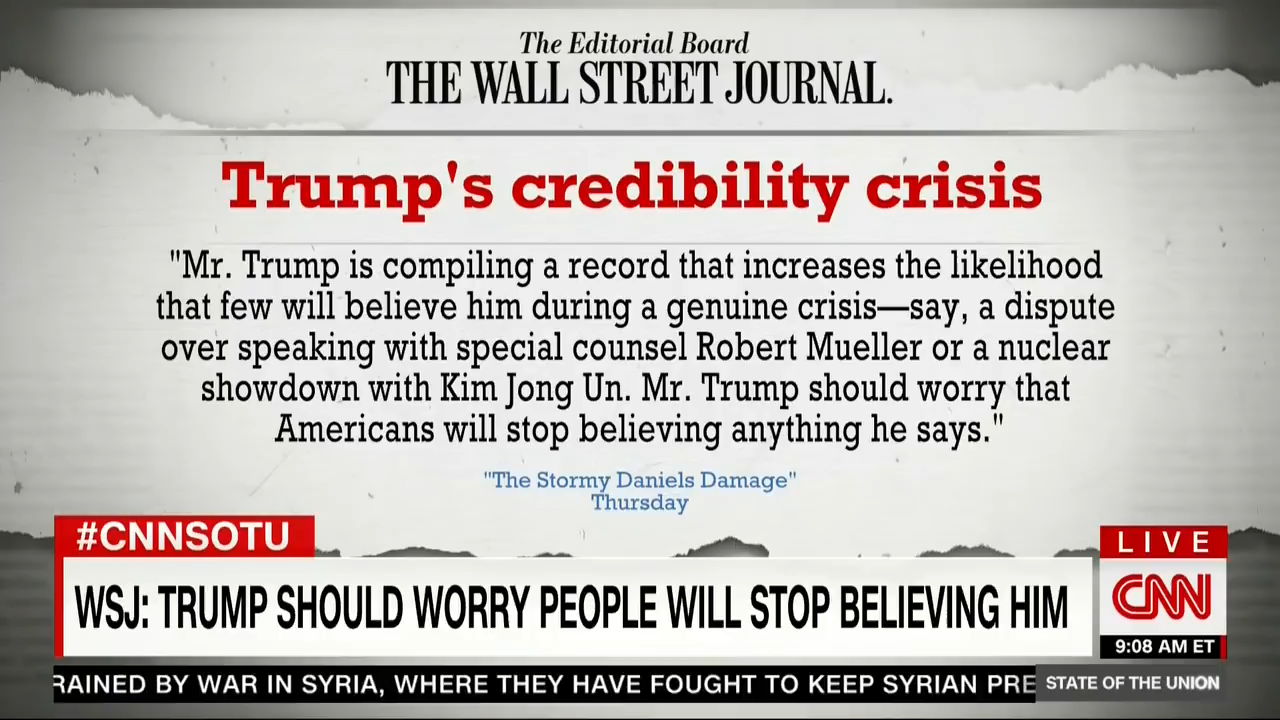 The Editorial Board
THE WALL STREET JOURNAL.
Trump's credibility crisis
"Mr. Trump is compiling a record that increases the likelihood
that few will believe him during a genuine crisis—say, a dispute
over speaking with special counsel Robert Mueller or a nuclear
showdown with Kim Jong Un. Mr. Trump should worry that
Americans will stop believing anything he says."
"The Stormy Daniels Damage"
Thursday
#CNNSOTU
LIVE
WSJ: TRUMP SHOULD WORRY PEOPLE WILL STOP BELIEVING HIM
CNN
9:08 AM ET
RAINED BY WAR IN SYRIA, WHERE THEY HAVE FOUGHT TO KEEP SYRIAN PRE
STATE OF THE UNION